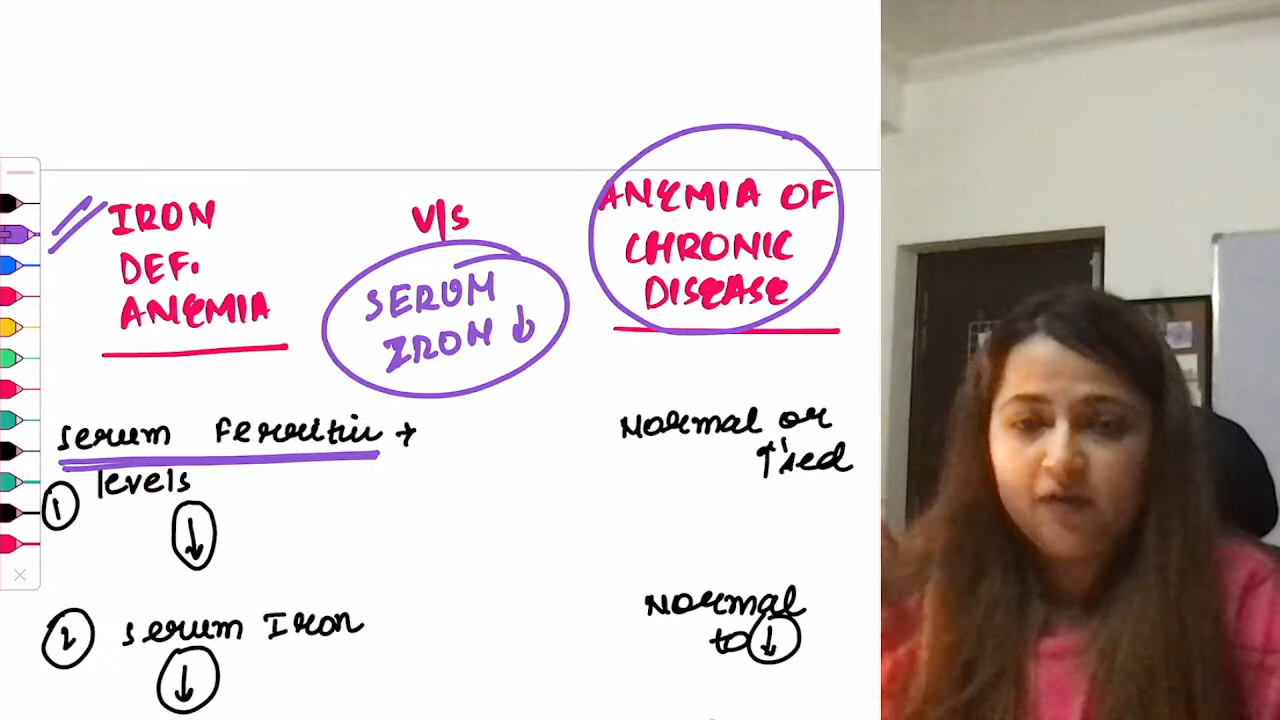 IRON
DEF.
ANEMIA
V/S
SERUM
IRON ↓
ANEMIA OF
CHRONIC
DISEASE
serum Ferritin +
levels
① ↓
Normal or
↑'sed
② serum Iron
↓
Normal
to ↓